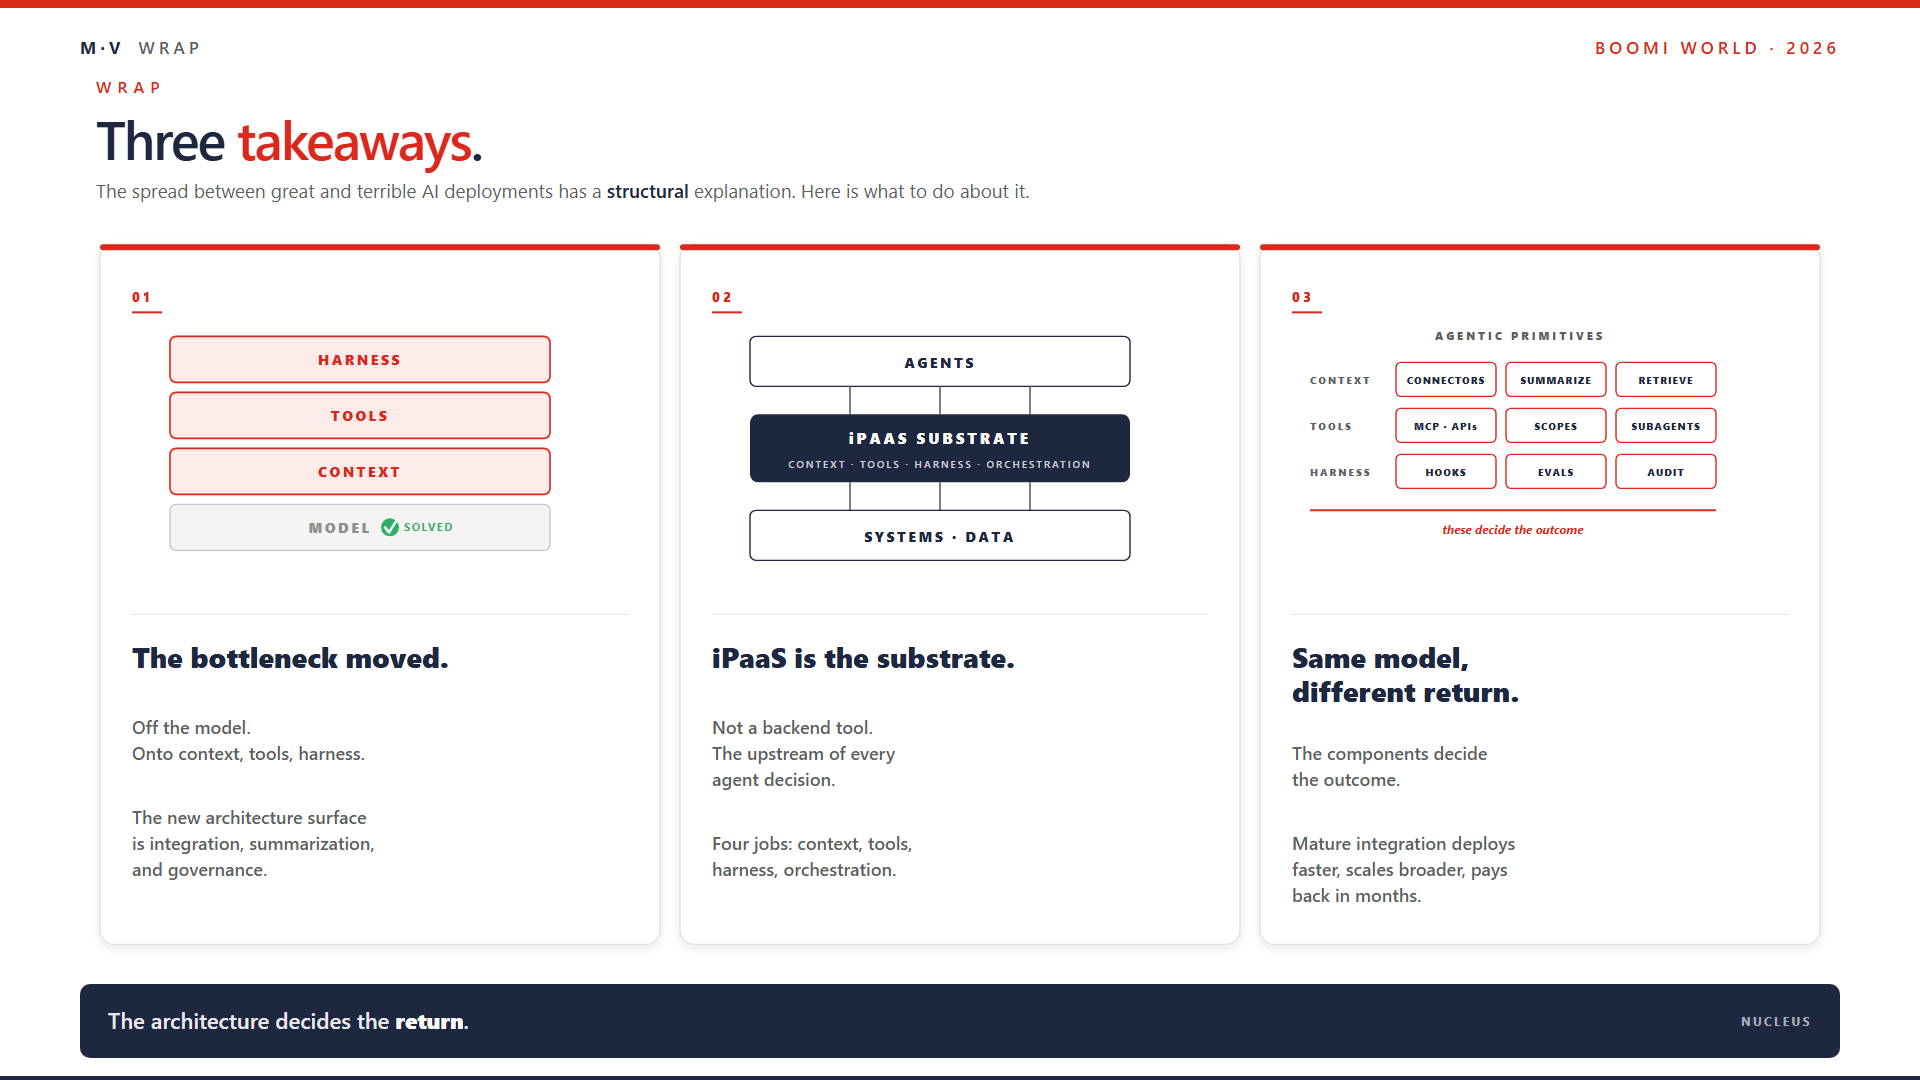 M·V WRAP
BOOMI WORLD · 2026
WRAP
Three takeaways.
The spread between great and terrible AI deployments has a structural explanation. Here is what to do about it.
01
HARNESS
TOOLS
CONTEXT
MODEL SOLVED
The bottleneck moved.
Off the model.
Onto context, tools, harness.
The new architecture surface
is integration, summarization,
and governance.
02
AGENTS
iPAAS SUBSTRATE
CONTEXT · TOOLS · HARNESS · ORCHESTRATION
SYSTEMS · DATA
iPaaS is the substrate.
Not a backend tool.
The upstream of every
agent decision.
Four jobs: context, tools,
harness, orchestration.
03
AGENTIC PRIMITIVES
CONTEXT CONNECTORS SUMMARIZE RETRIEVE
TOOLS MCP · APIs SCOPES SUBAGENTS
HARNESS HOOKS EVALS AUDIT
these decide the outcome
Same model,
different return.
The components decide
the outcome.
Mature integration deploys
faster, scales broader, pays
back in months.
The architecture decides the return.
NUCLEUS